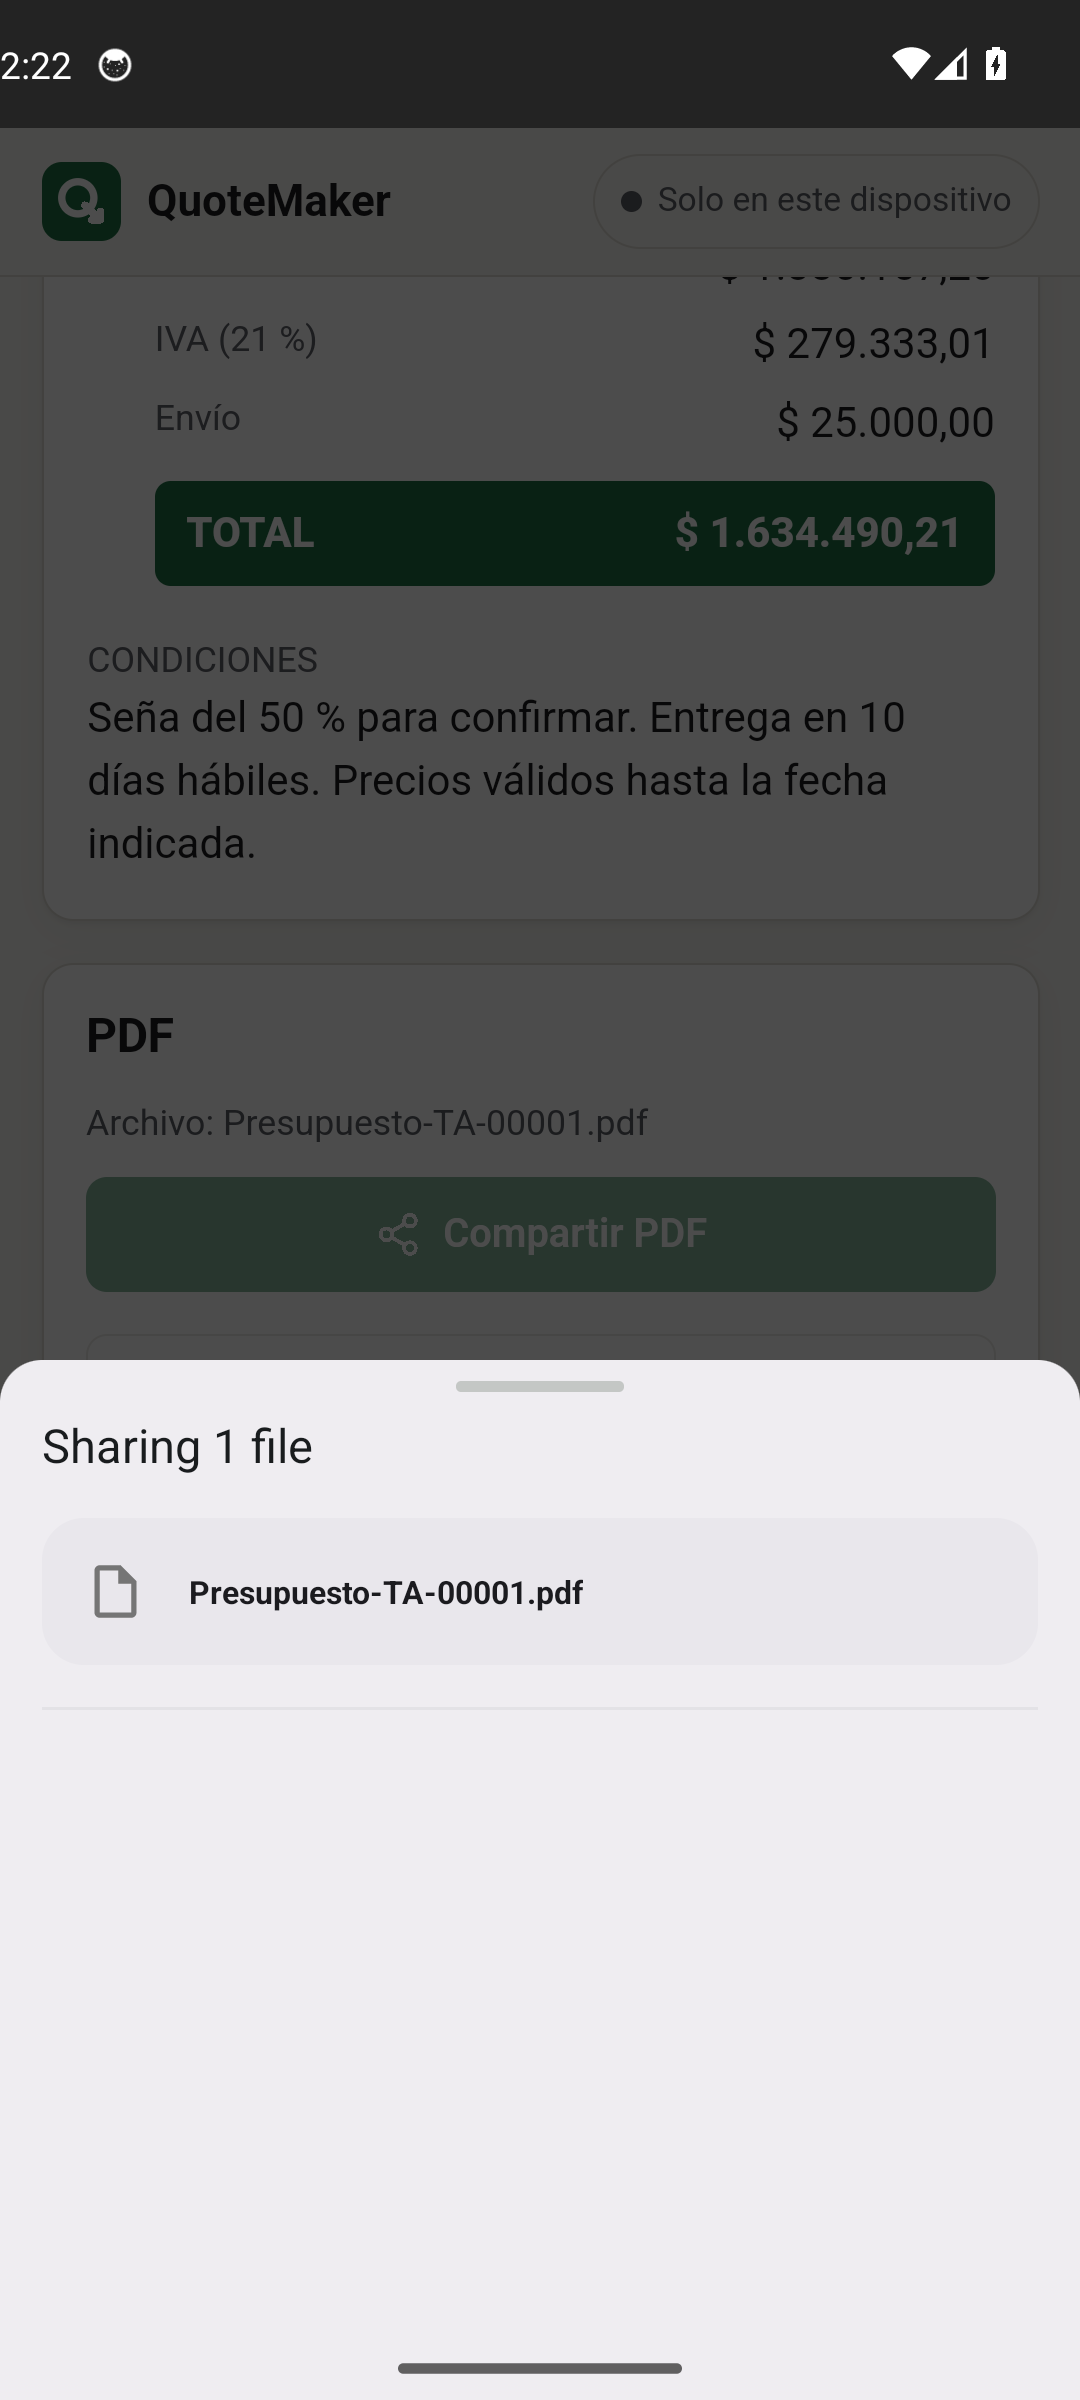 2:22
QuoteMaker
Solo en este dispositivo
IVA (21 %)
$ 279.333,01
Envío
$ 25.000,00
TOTAL
$ 1.634.490,21
CONDICIONES
Seña del 50 % para confirmar. Entrega en 10
días hábiles. Precios válidos hasta la fecha
indicada.
PDF
Archivo: Presupuesto-TA-00001.pdf
Compartir PDF
Sharing 1 file
Presupuesto-TA-00001.pdf